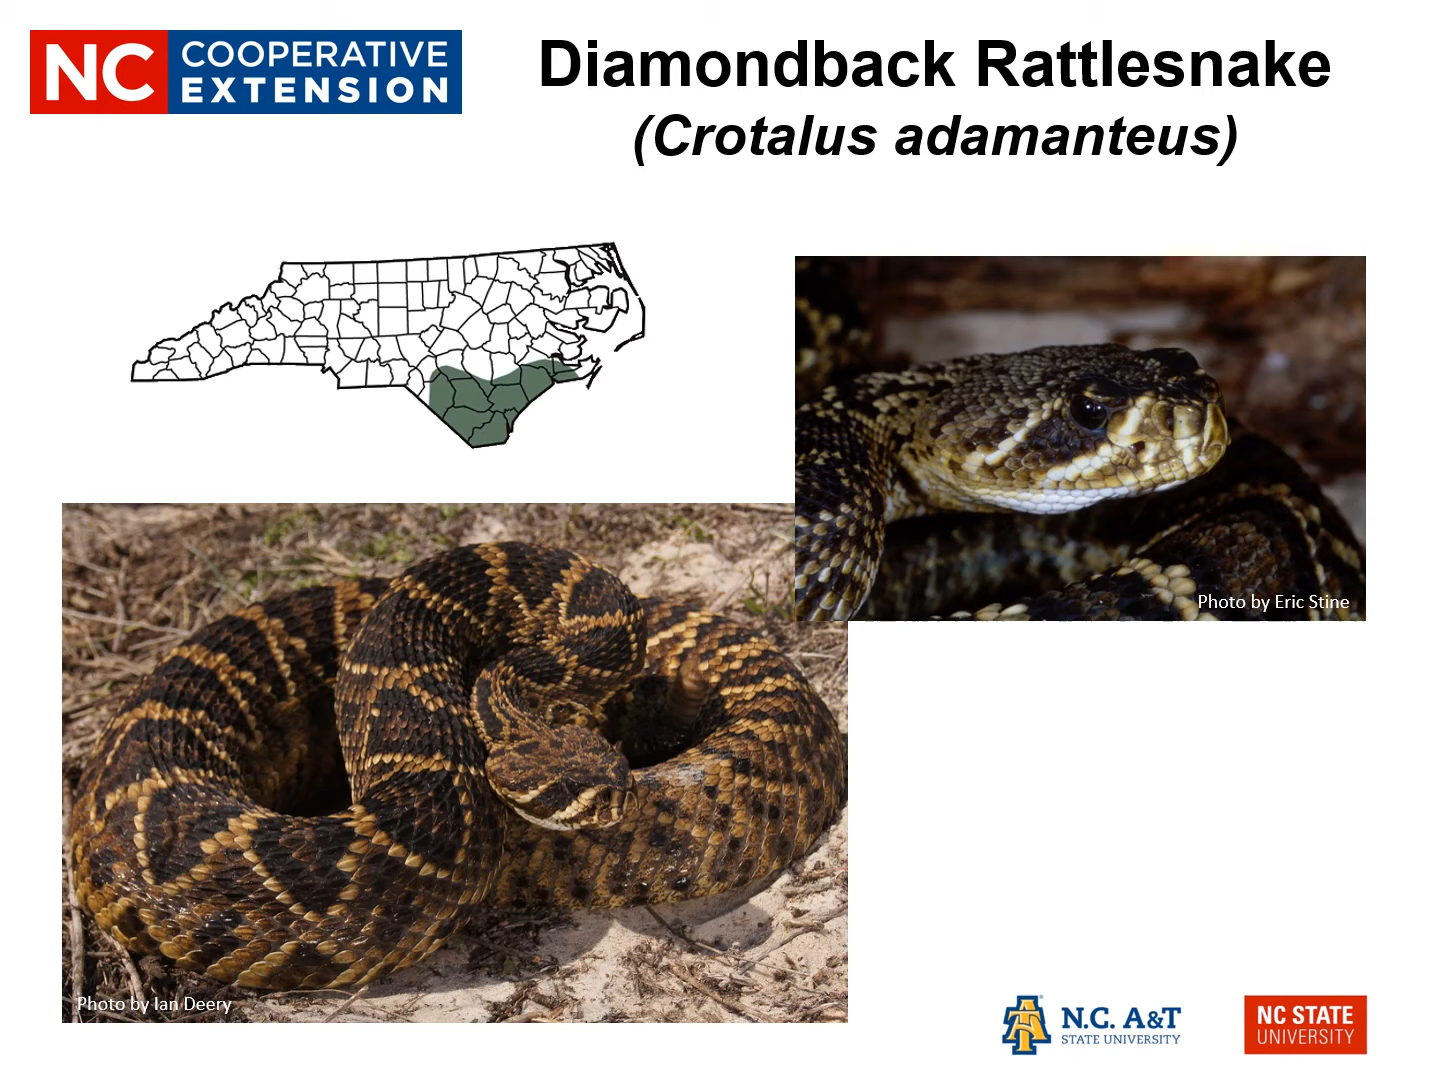 NC COOPERATIVE
EXTENSION
Diamondback Rattlesnake
(Crotalus adamanteus)
Photo by Eric Stine
Photo by Ian Deery
N.C. A&T
STATE UNIVERSITY
NC STATE
UNIVERSITY